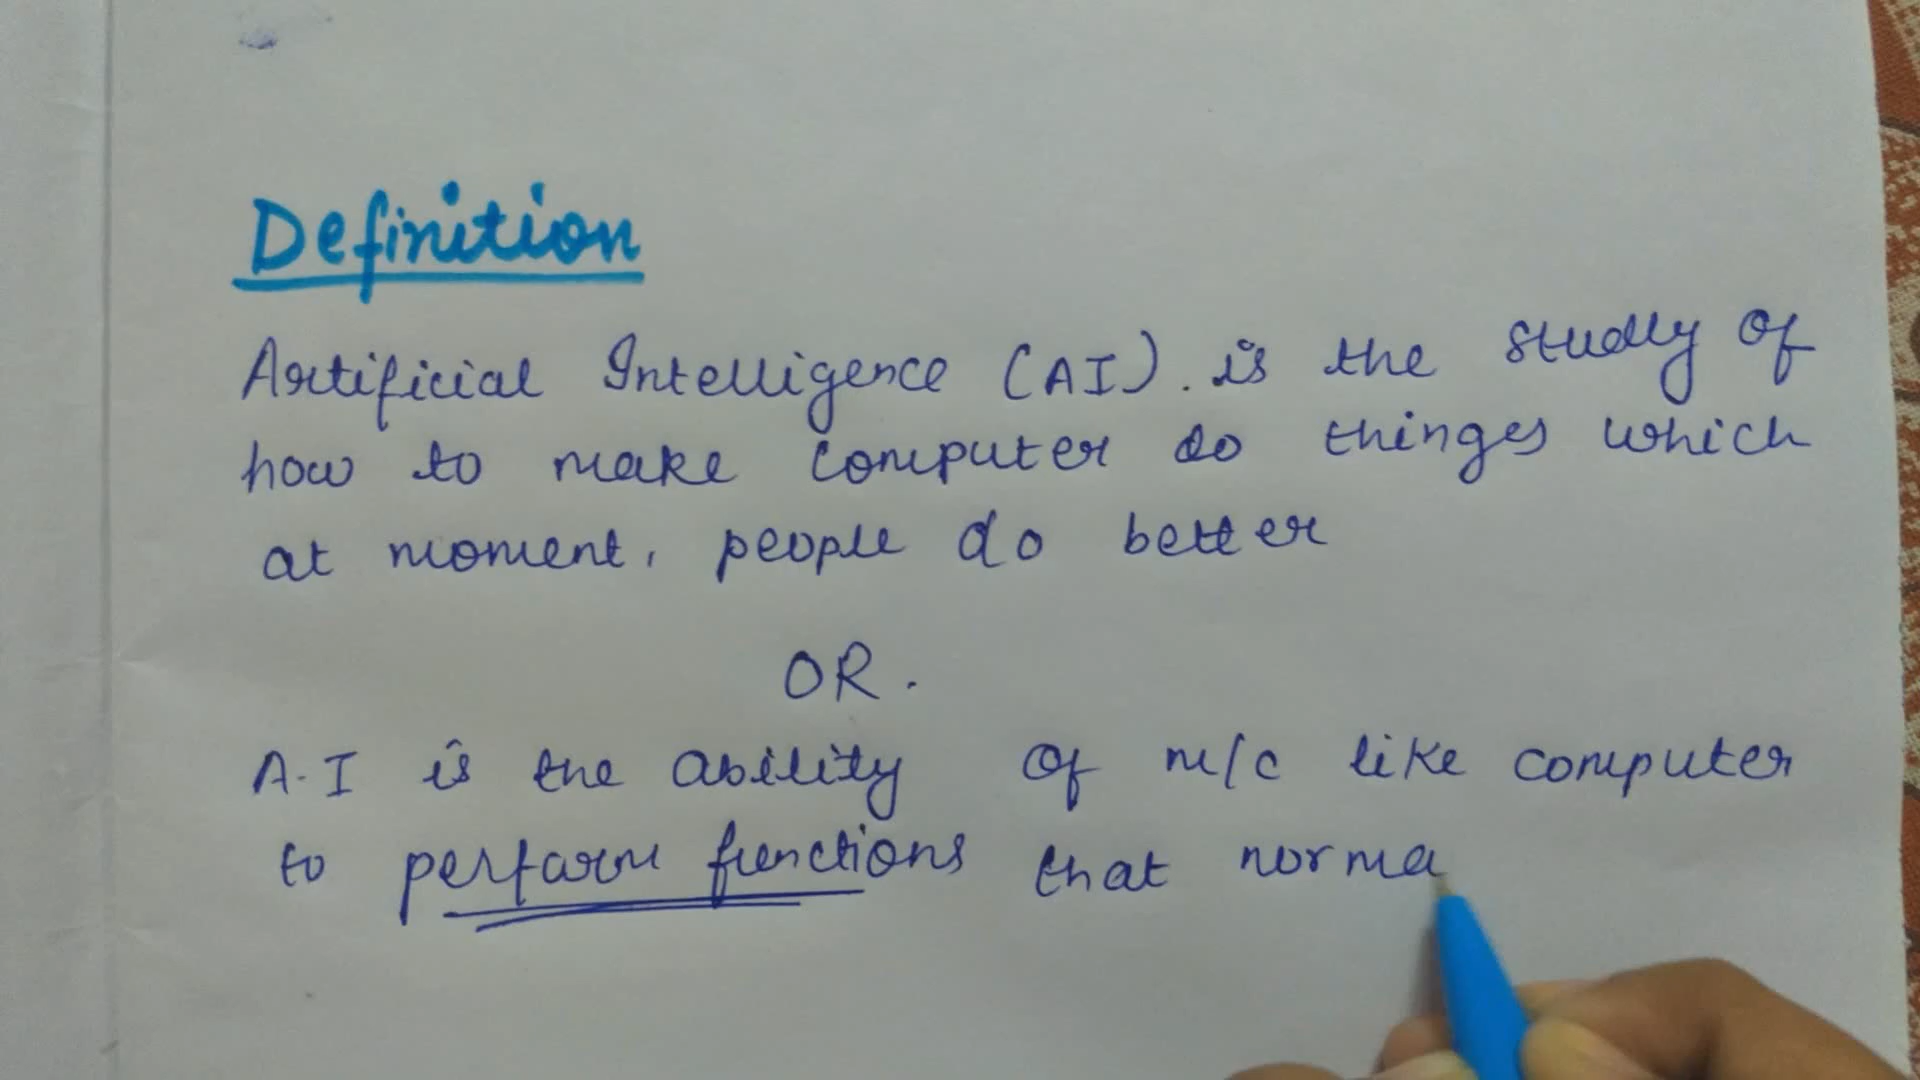 Definition
Artificial Intelligence (AI). is the study of
how to make computer do thinges which
at moment, people do better
OR.
A.I is the ability of m/c like computer
to perform functions that norma